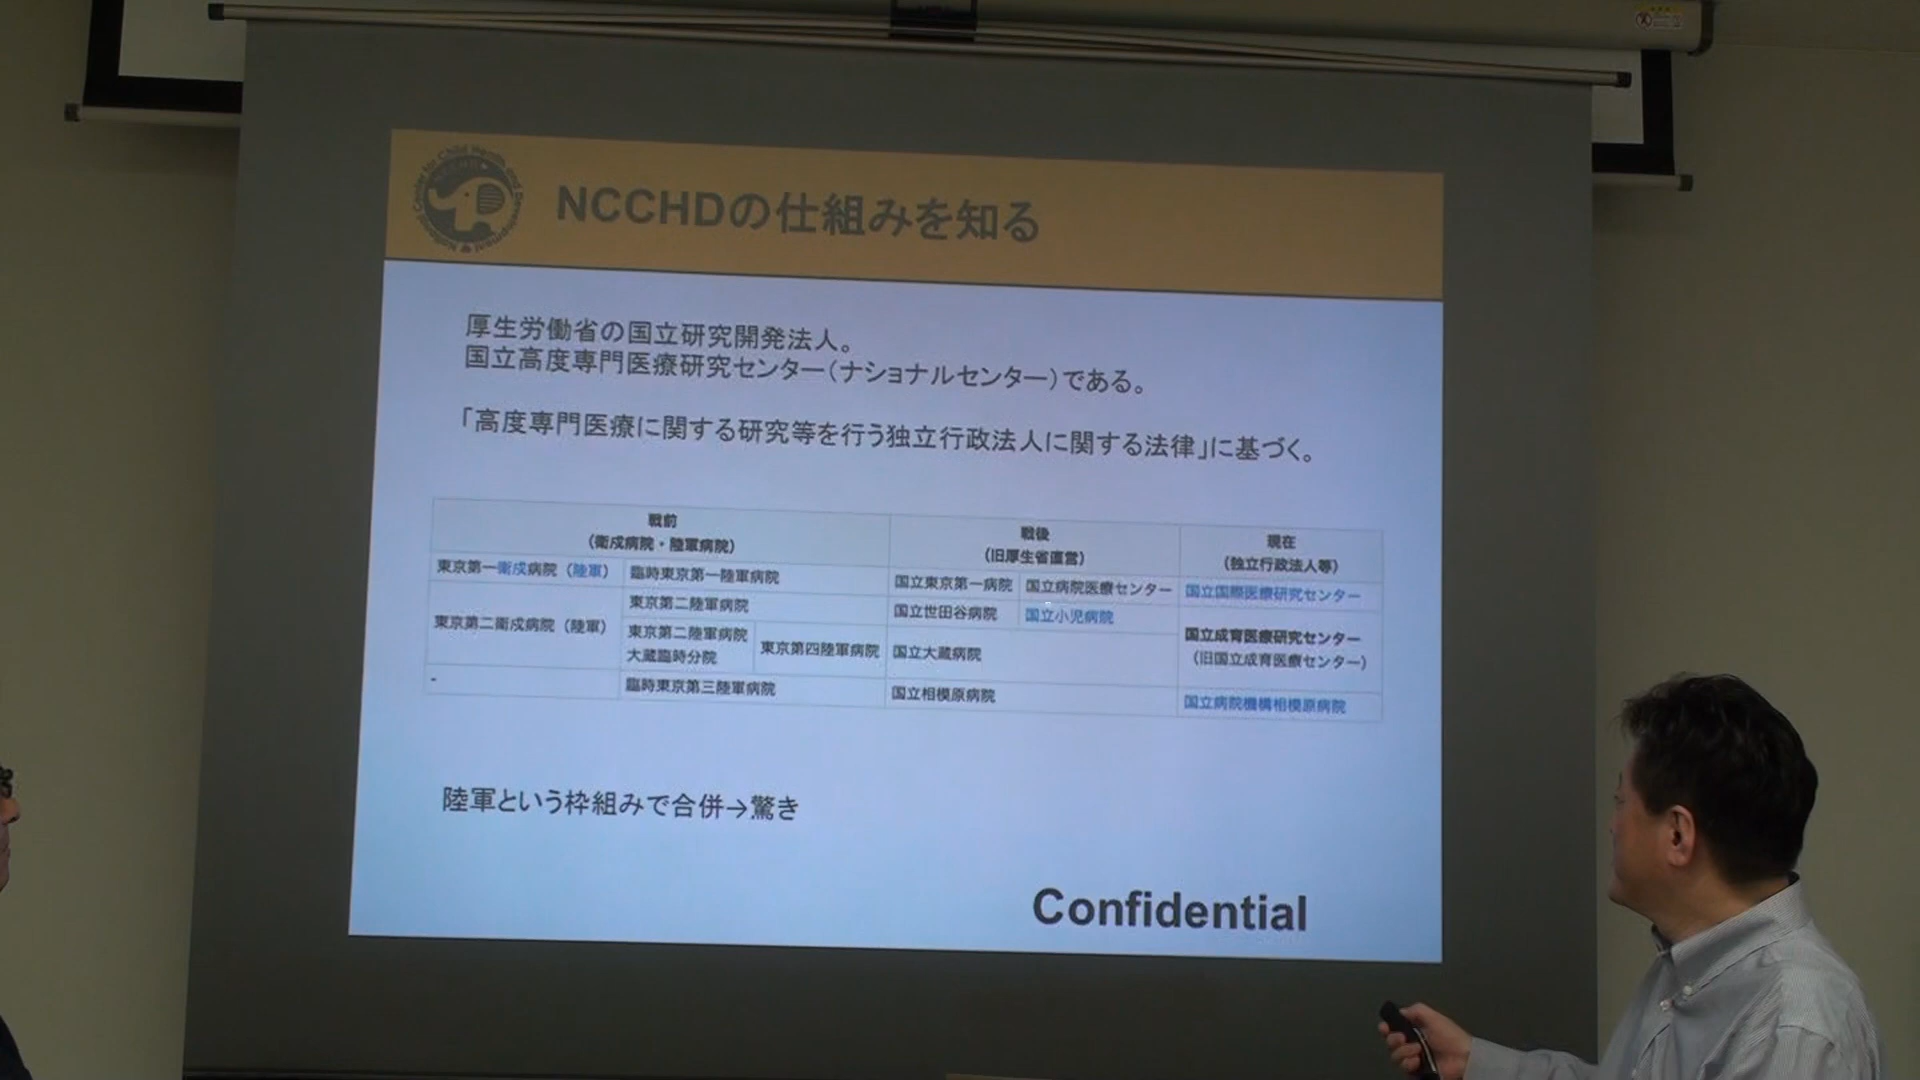 National Center for Child Health and Development
NCCHD
NCCHDの仕組みを知る
厚生労働省の国立研究開発法人。
国立高度専門医療研究センター(ナショナルセンター)である。
「高度専門医療に関する研究等を行う独立行政法人に関する法律」に基づく。
戦前
(衛戍病院・陸軍病院)
戦後
(旧厚生省直営)
現在
(独立行政法人等)
東京第一衛戍病院(陸軍)
臨時東京第一陸軍病院
国立東京第一病院
国立病院医療センター
国立国際医療研究センター
東京第二衛戍病院(陸軍)
東京第二陸軍病院
国立世田谷病院
国立小児病院
国立成育医療研究センター
(旧国立成育医療センター)
東京第二陸軍病院
大蔵臨時分院
東京第四陸軍病院
国立大蔵病院
-
臨時東京第三陸軍病院
国立相模原病院
国立病院機構相模原病院
陸軍という枠組みで合併→驚き
Confidential